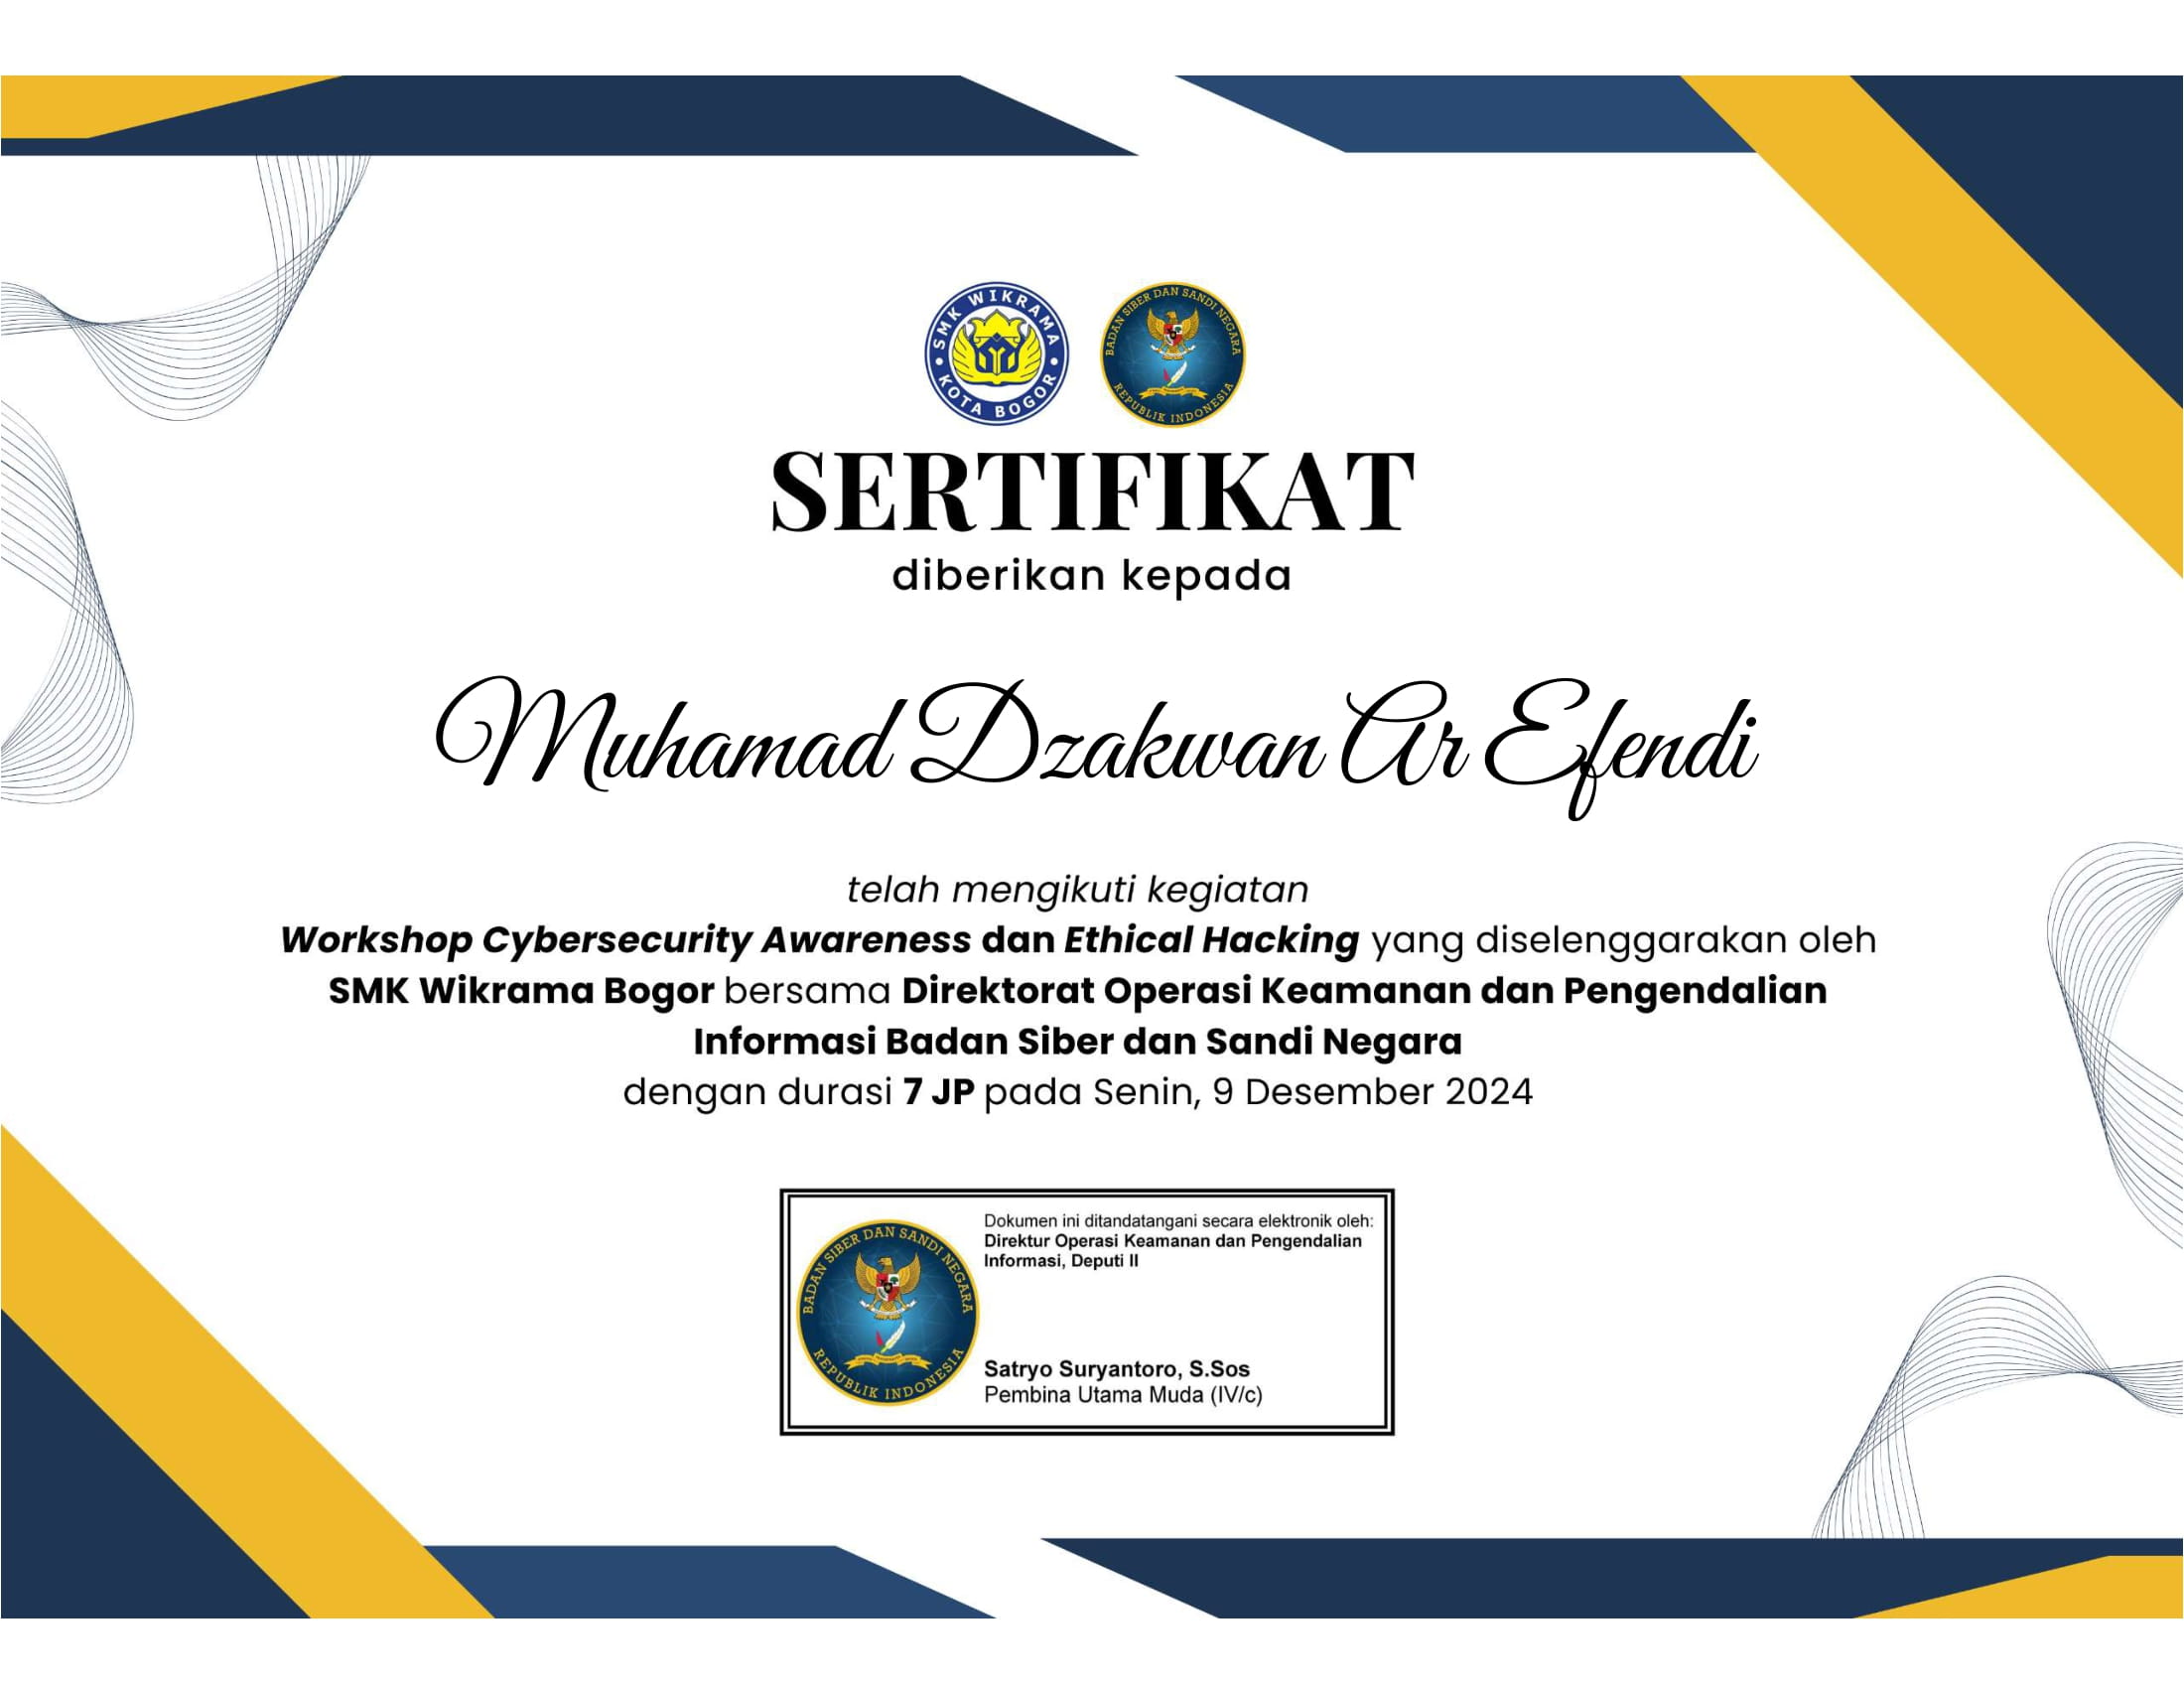 SMK WIKRAMA
KOTA BOGOR
BADAN SIBER DAN SANDI NEGARA
REPUBLIK INDONESIA
SERTIFIKAT
diberikan kepada
Muhamad Dzakwan Ar Efendi
telah mengikuti kegiatan
Workshop Cybersecurity Awareness dan Ethical Hacking yang diselenggarakan oleh
SMK Wikrama Bogor bersama Direktorat Operasi Keamanan dan Pengendalian
Informasi Badan Siber dan Sandi Negara
dengan durasi 7 JP pada Senin, 9 Desember 2024
BADAN SIBER DAN SANDI NEGARA
REPUBLIK INDONESIA
Dokumen ini ditandatangani secara elektronik oleh:
Direktur Operasi Keamanan dan Pengendalian
Informasi, Deputi II
Satryo Suryantoro, S.Sos
Pembina Utama Muda (IV/c)